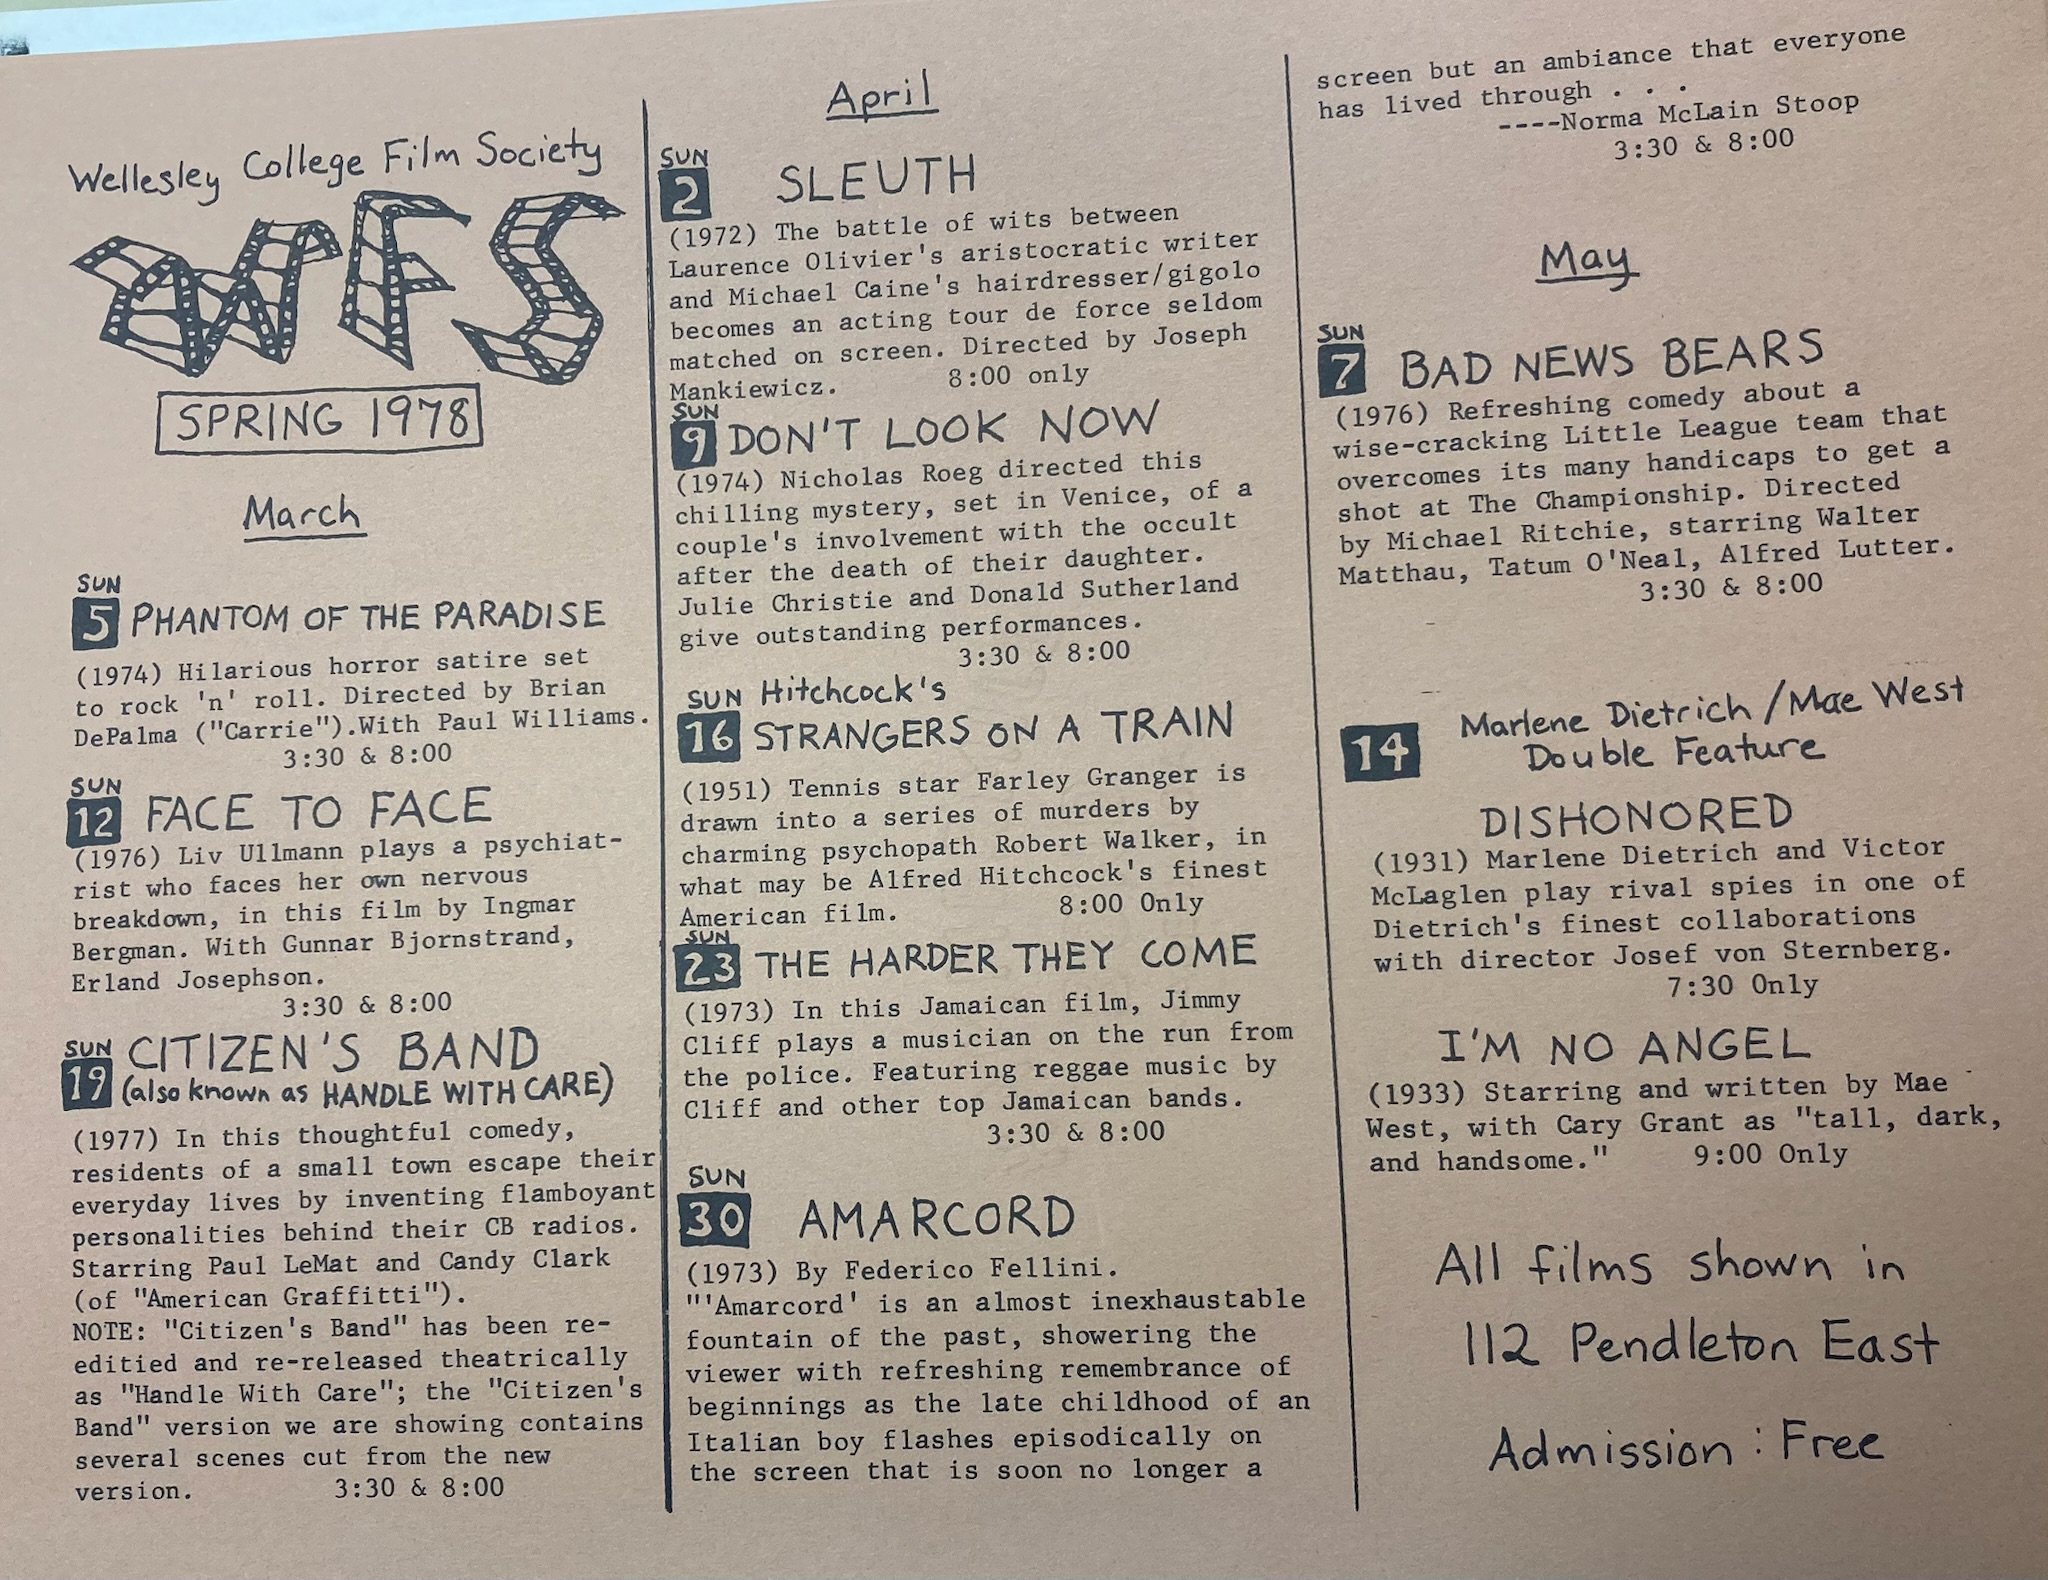 Wellesley College Film Society
WFS
SPRING 1978
March
SUN
5 PHANTOM OF THE PARADISE
(1974) Hilarious horror satire set
to rock 'n' roll. Directed by Brian
DePalma ("Carrie").With Paul Williams.
3:30 & 8:00
SUN
12 FACE TO FACE
(1976) Liv Ullmann plays a psychiat-
rist who faces her own nervous
breakdown, in this film by Ingmar
Bergman. With Gunnar Bjornstrand,
Erland Josephson.
3:30 & 8:00
SUN
19 CITIZEN'S BAND
(also known as HANDLE WITH CARE)
(1977) In this thoughtful comedy,
residents of a small town escape their
everyday lives by inventing flamboyant
personalities behind their CB radios.
Starring Paul LeMat and Candy Clark
(of "American Graffitti").
NOTE: "Citizen's Band" has been re-
editied and re-released theatrically
as "Handle With Care"; the "Citizen's
Band" version we are showing contains
several scenes cut from the new
version. 3:30 & 8:00
April
SUN
2 SLEUTH
(1972) The battle of wits between
Laurence Olivier's aristocratic writer
and Michael Caine's hairdresser/gigolo
becomes an acting tour de force seldom
matched on screen. Directed by Joseph
Mankiewicz. 8:00 only
SUN
9 DON'T LOOK NOW
(1974) Nicholas Roeg directed this
chilling mystery, set in Venice, of a
couple's involvement with the occult
after the death of their daughter.
Julie Christie and Donald Sutherland
give outstanding performances.
3:30 & 8:00
SUN Hitchcock's
16 STRANGERS ON A TRAIN
(1951) Tennis star Farley Granger is
drawn into a series of murders by
charming psychopath Robert Walker, in
what may be Alfred Hitchcock's finest
American film. 8:00 Only
SUN
23 THE HARDER THEY COME
(1973) In this Jamaican film, Jimmy
Cliff plays a musician on the run from
the police. Featuring reggae music by
Cliff and other top Jamaican bands.
3:30 & 8:00
SUN
30 AMARCORD
(1973) By Federico Fellini.
"'Amarcord' is an almost inexhaustable
fountain of the past, showering the
viewer with refreshing remembrance of
beginnings as the late childhood of an
Italian boy flashes episodically on
the screen that is soon no longer a
screen but an ambiance that everyone
has lived through . . .
----Norma McLain Stoop
3:30 & 8:00
May
SUN
7 BAD NEWS BEARS
(1976) Refreshing comedy about a
wise-cracking Little League team that
overcomes its many handicaps to get a
shot at The Championship. Directed
by Michael Ritchie, starring Walter
Matthau, Tatum O'Neal, Alfred Lutter.
3:30 & 8:00
14 Marlene Dietrich/Mae West
Double Feature
DISHONORED
(1931) Marlene Dietrich and Victor
McLaglen play rival spies in one of
Dietrich's finest collaborations
with director Josef von Sternberg.
7:30 Only
I'M NO ANGEL
(1933) Starring and written by Mae
West, with Cary Grant as "tall, dark,
and handsome." 9:00 Only
All films shown in
112 Pendleton East
Admission: Free